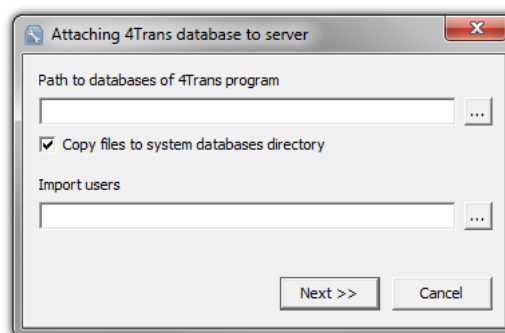 Attaching 4Trans database to server
Path to databases of 4Trans program
...
Copy files to system databases directory
Import users
...
Next >> Cancel